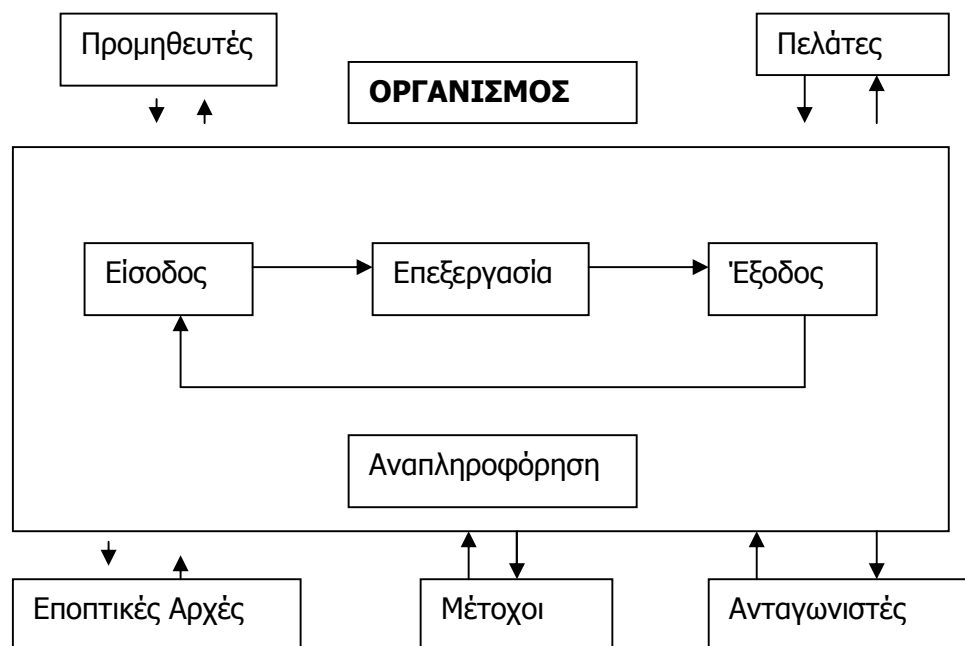 Προμηθευτές
Πελάτες
ΟΡΓΑΝΙΣΜΟΣ
Είσοδος
Επεξεργασία
Έξοδος
Αναπληροφόρηση
Εποπτικές Αρχές
Μέτοχοι
Ανταγωνιστές